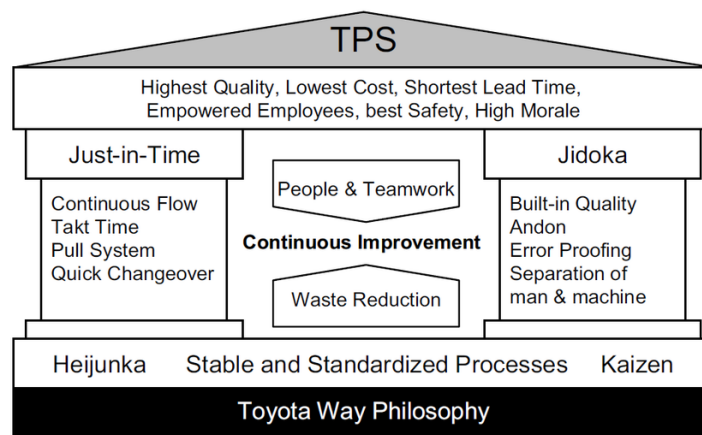 TPS
Highest Quality, Lowest Cost, Shortest Lead Time,
Empowered Employees, best Safety, High Morale
Just-in-Time
Continuous Flow
Takt Time
Pull System
Quick Changeover
People & Teamwork
Continuous Improvement
Waste Reduction
Jidoka
Built-in Quality
Andon
Error Proofing
Separation of
man & machine
Heijunka Stable and Standardized Processes Kaizen
Toyota Way Philosophy